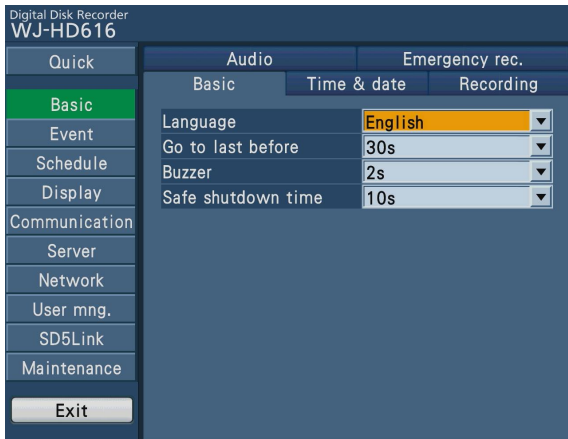 Digital Disk Recorder
WJ-HD616
Quick
Basic
Event
Schedule
Display
Communication
Server
Network
User mng.
SD5Link
Maintenance
Exit
Audio
Emergency rec.
Basic
Time & date
Recording
Language English
Go to last before 30s
Buzzer 2s
Safe shutdown time 10s